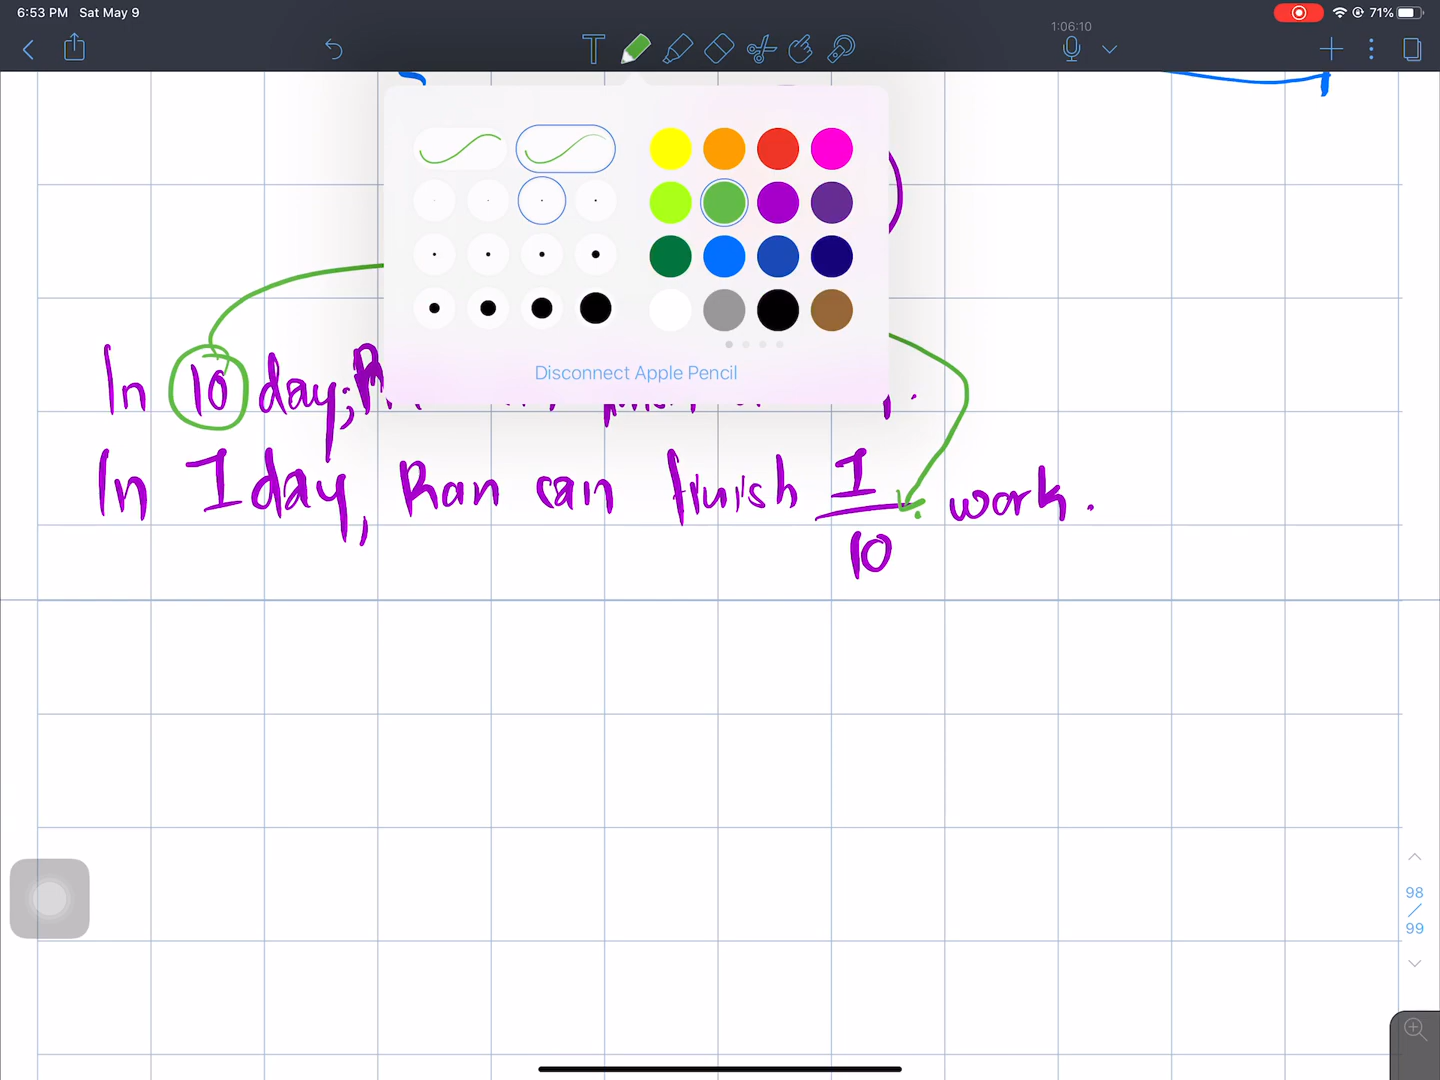 6:53 PM Sat May 9
71%
1:06:10
T
Disconnect Apple Pencil
In 10 day;
In 1 day, Ran can finish 1/10 work.
98
/
99